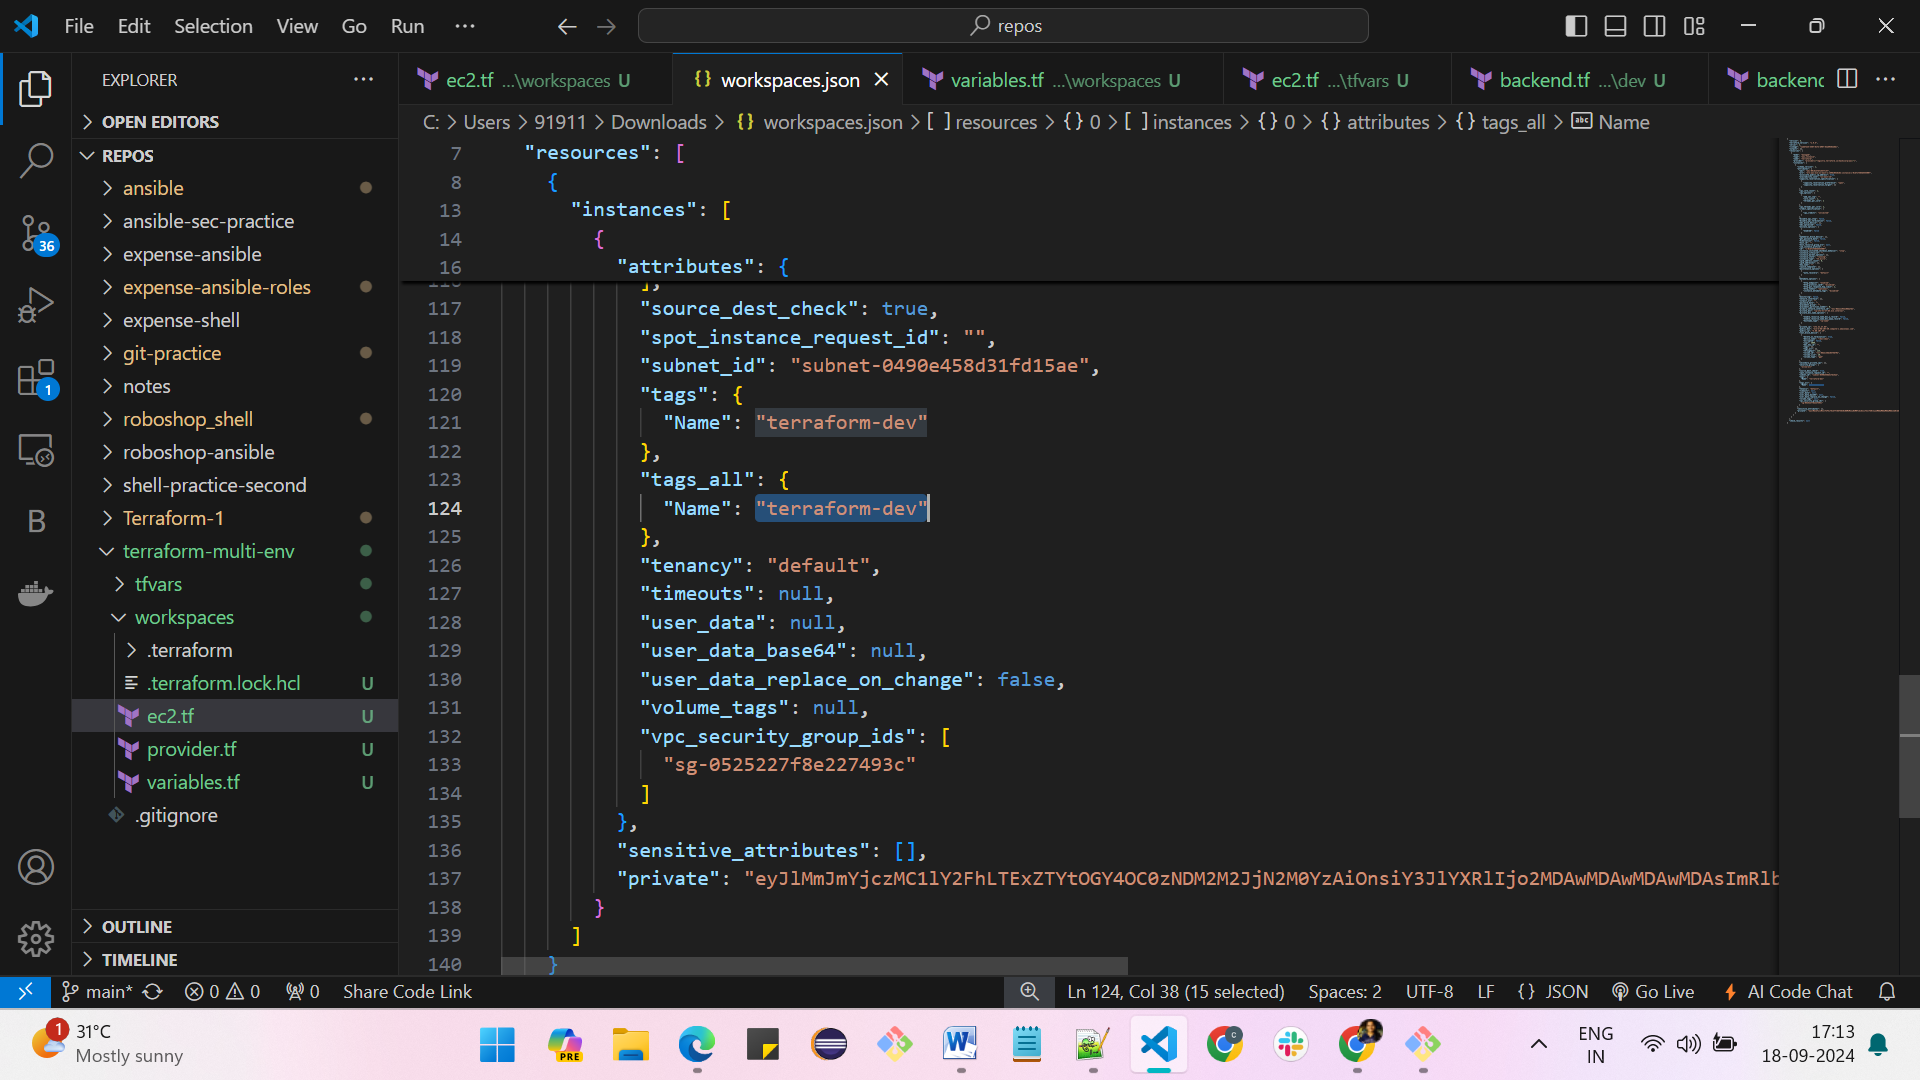 File Edit Selection View Go Run ···
repos
EXPLORER ···
OPEN EDITORS
REPOS
ansible
ansible-sec-practice
expense-ansible
expense-ansible-roles
expense-shell
git-practice
notes
roboshop_shell
roboshop-ansible
shell-practice-second
Terraform-1
terraform-multi-env
tfvars
workspaces
.terraform
.terraform.lock.hcl U
ec2.tf U
provider.tf U
variables.tf U
.gitignore
OUTLINE
TIMELINE
36
1
B
ec2.tf ...\workspaces U {} workspaces.json variables.tf ...\workspaces U ec2.tf ...\tfvars U backend.tf ...\dev U backend ···
C: > Users > 91911 > Downloads > {} workspaces.json > [ ] resources > {} 0 > [ ] instances > {} 0 > {} attributes > {} tags_all > abc Name
7 "resources": [
8 {
13 "instances": [
14 {
16 "attributes": {
116 ],
117 "source_dest_check": true,
118 "spot_instance_request_id": "",
119 "subnet_id": "subnet-0490e458d31fd15ae",
120 "tags": {
121 "Name": "terraform-dev"
122 },
123 "tags_all": {
124 "Name": "terraform-dev"
125 },
126 "tenancy": "default",
127 "timeouts": null,
128 "user_data": null,
129 "user_data_base64": null,
130 "user_data_replace_on_change": false,
131 "volume_tags": null,
132 "vpc_security_group_ids": [
133 "sg-0525227f8e227493c"
134 ]
135 },
136 "sensitive_attributes": [],
137 "private": "eyJlMmJmYjczMC1lY2FhLTExZTYtOGY4OC0zNDM2M2JjN2M0YzAiOnsiY3JlYXRlIjo2MDAwMDAwMDAwMDAsImRlb
138 }
139 ]
140 }
main* 0 0 0 Share Code Link Ln 124, Col 38 (15 selected) Spaces: 2 UTF-8 LF {} JSON Go Live AI Code Chat
1 31°C
Mostly sunny
PRE
W
C
ENG
IN
17:13
18-09-2024